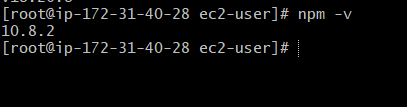 [root@ip-172-31-40-28 ec2-user]# npm -v
10.8.2
[root@ip-172-31-40-28 ec2-user]#